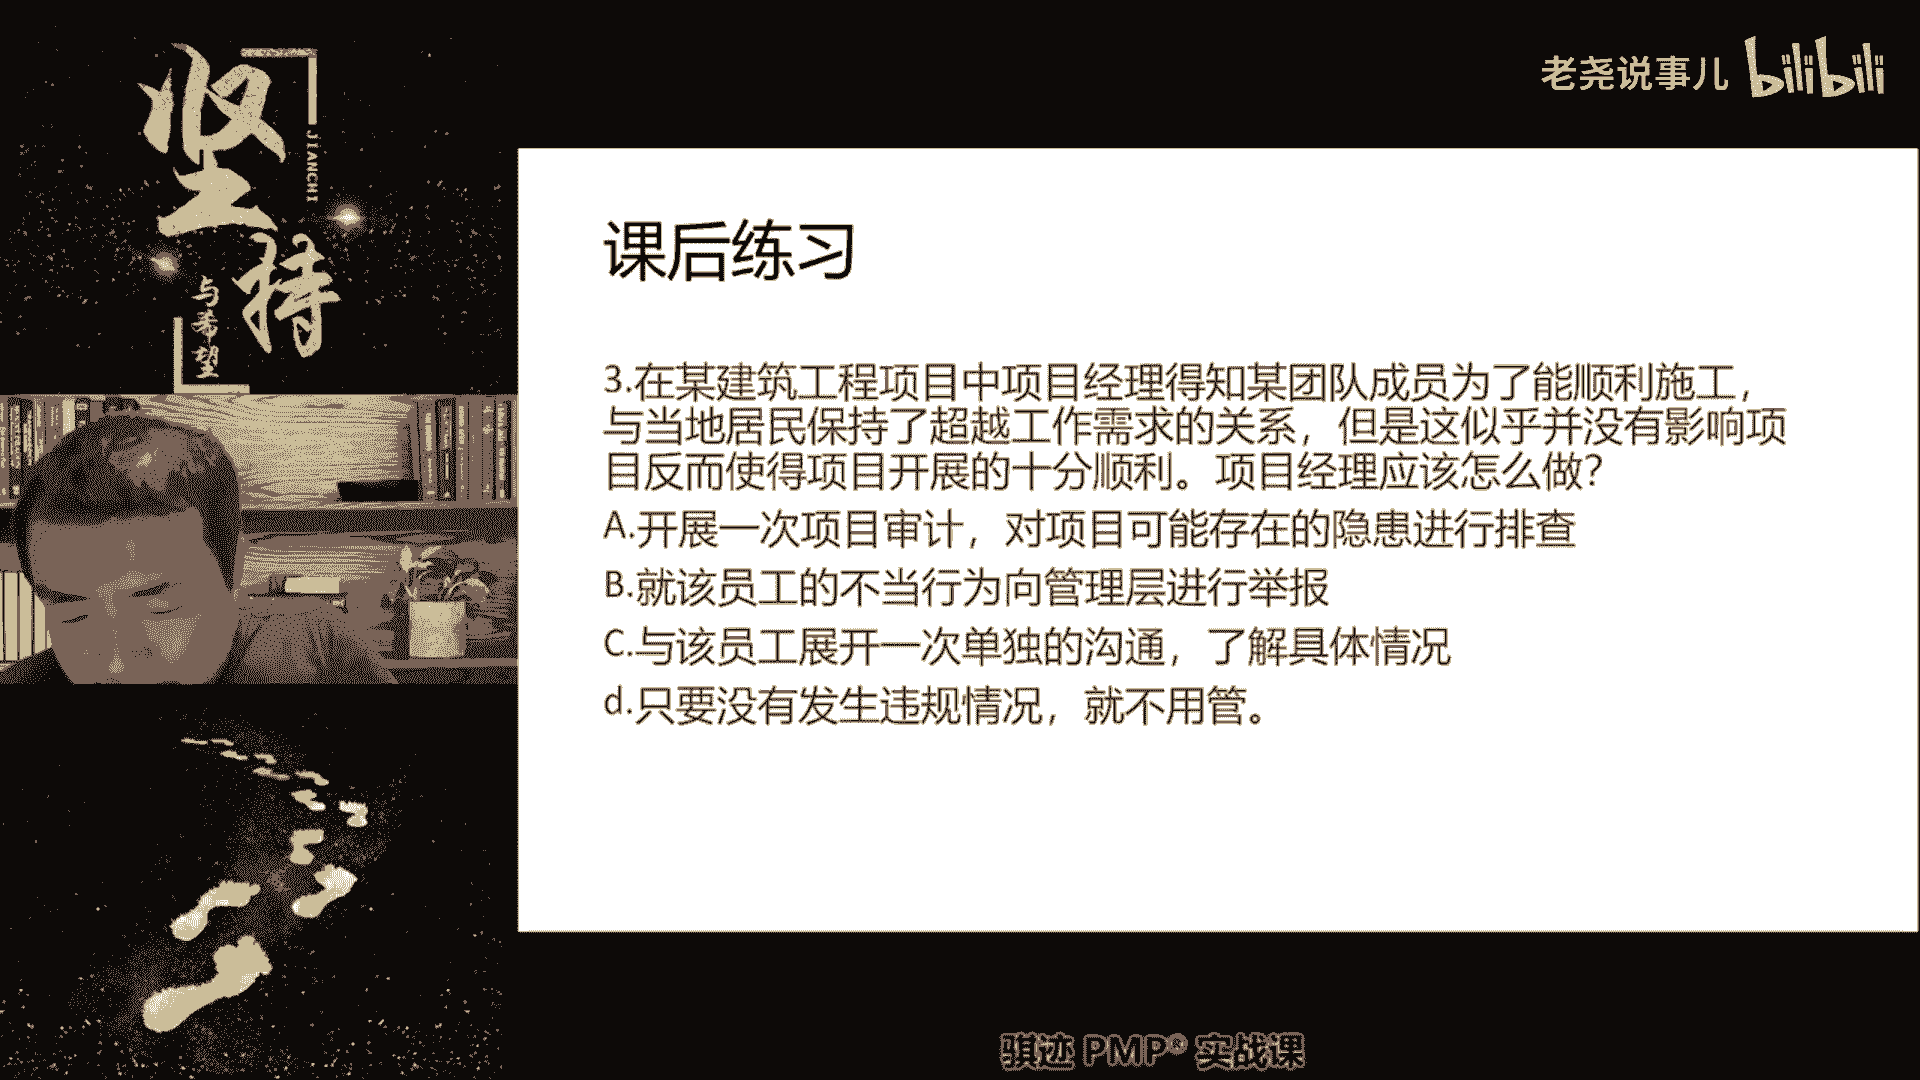 坚持
JIANCHI
与希望
老尧说事儿 bilibili
课后练习
3.在某建筑工程项目中项目经理得知某团队成员为了能顺利施工，
与当地居民保持了超越工作需求的关系，但是这似乎并没有影响项
目反而使得项目开展的十分顺利。项目经理应该怎么做？
A.开展一次项目审计，对项目可能存在的隐患进行排查
B.就该员工的不当行为向管理层进行举报
C.与该员工展开一次单独的沟通，了解具体情况
d.只要没有发生违规情况，就不用管。
骐迹 PMP® 实战课